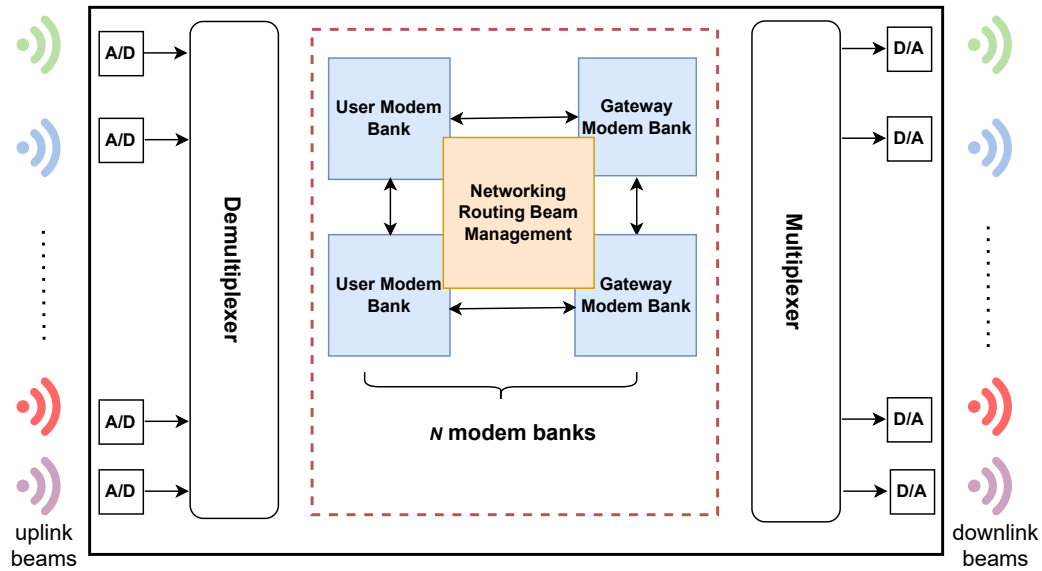 A/D
A/D
A/D
A/D
uplink
beams
Demultiplexer
User Modem
Bank
Gateway
Modem Bank
Networking
Routing Beam
Management
User Modem
Bank
Gateway
Modem Bank
N modem banks
Multiplexer
D/A
D/A
D/A
D/A
downlink
beams